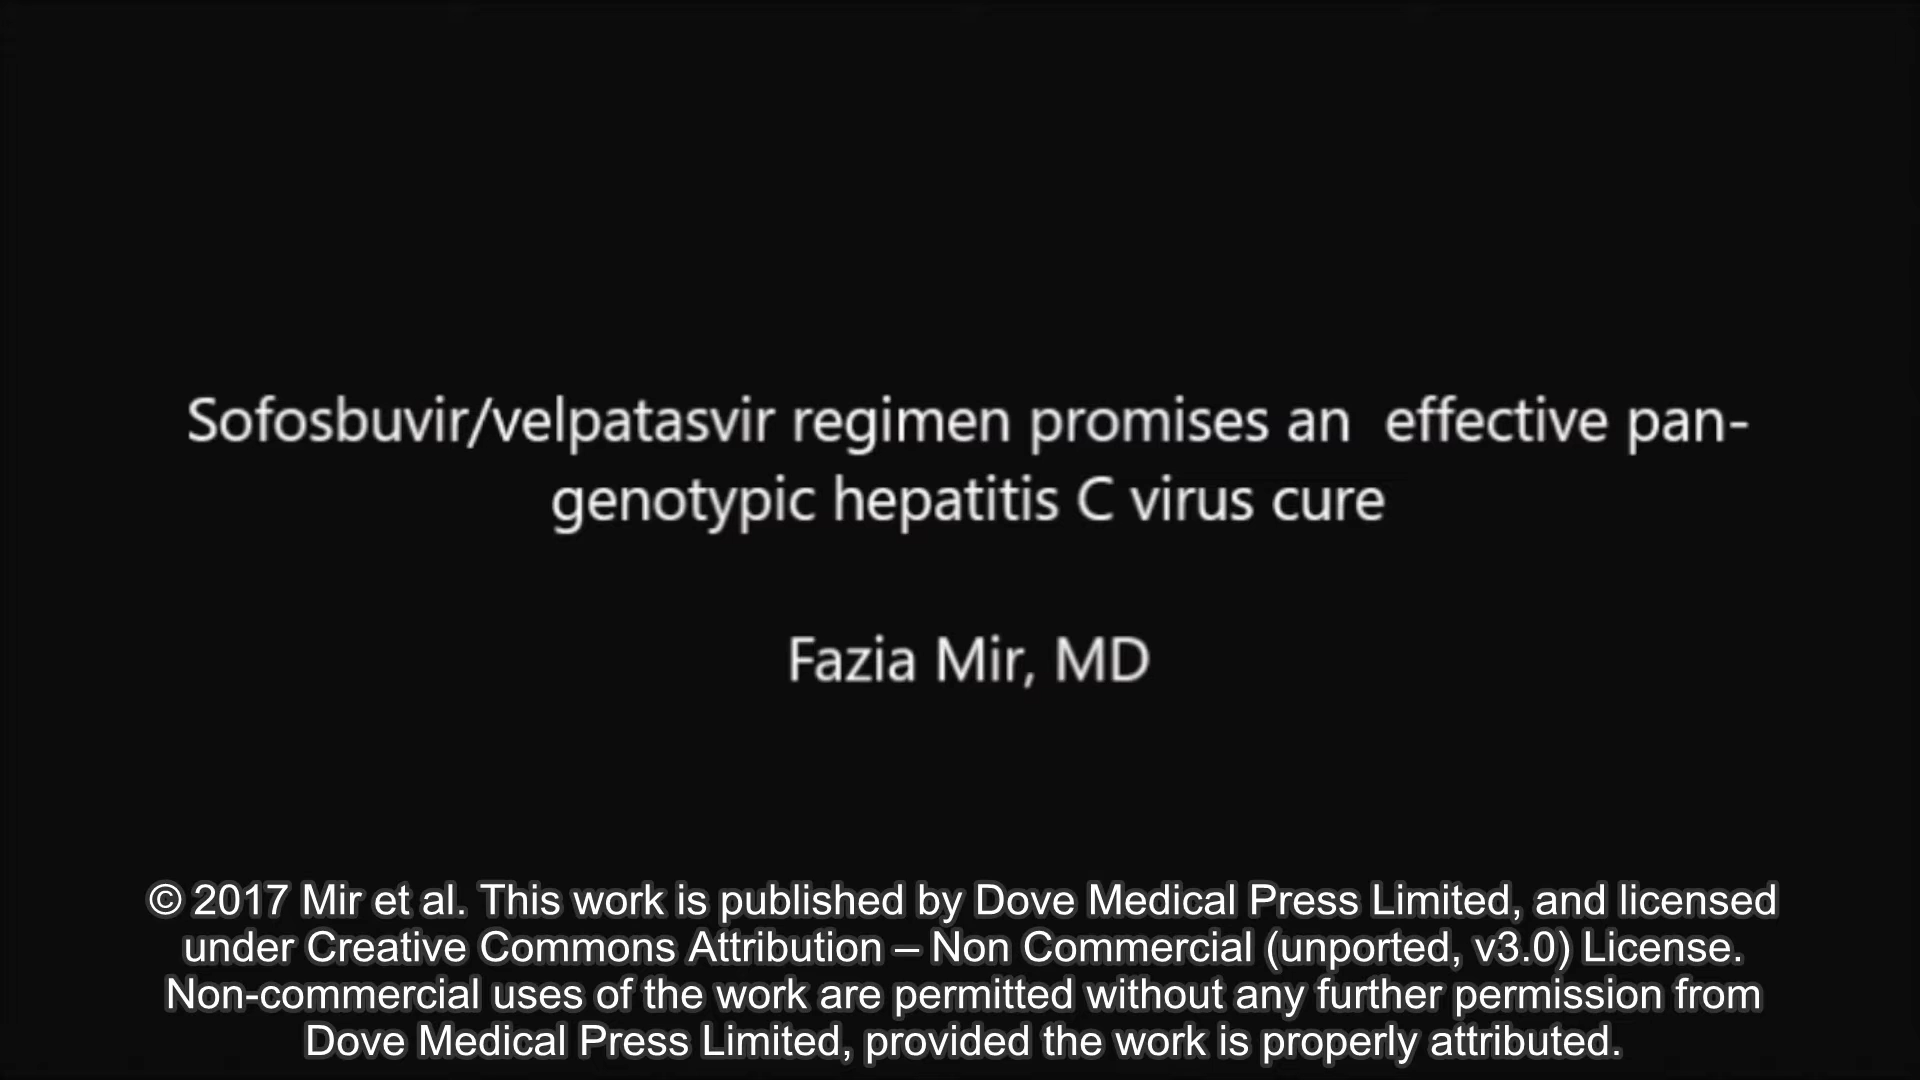 Sofosbuvir/velpatasvir regimen promises an  effective pan-
genotypic hepatitis C virus cure
Fazia Mir, MD
© 2017 Mir et al. This work is published by Dove Medical Press Limited, and licensed
under Creative Commons Attribution – Non Commercial (unported, v3.0) License.
Non-commercial uses of the work are permitted without any further permission from
Dove Medical Press Limited, provided the work is properly attributed.